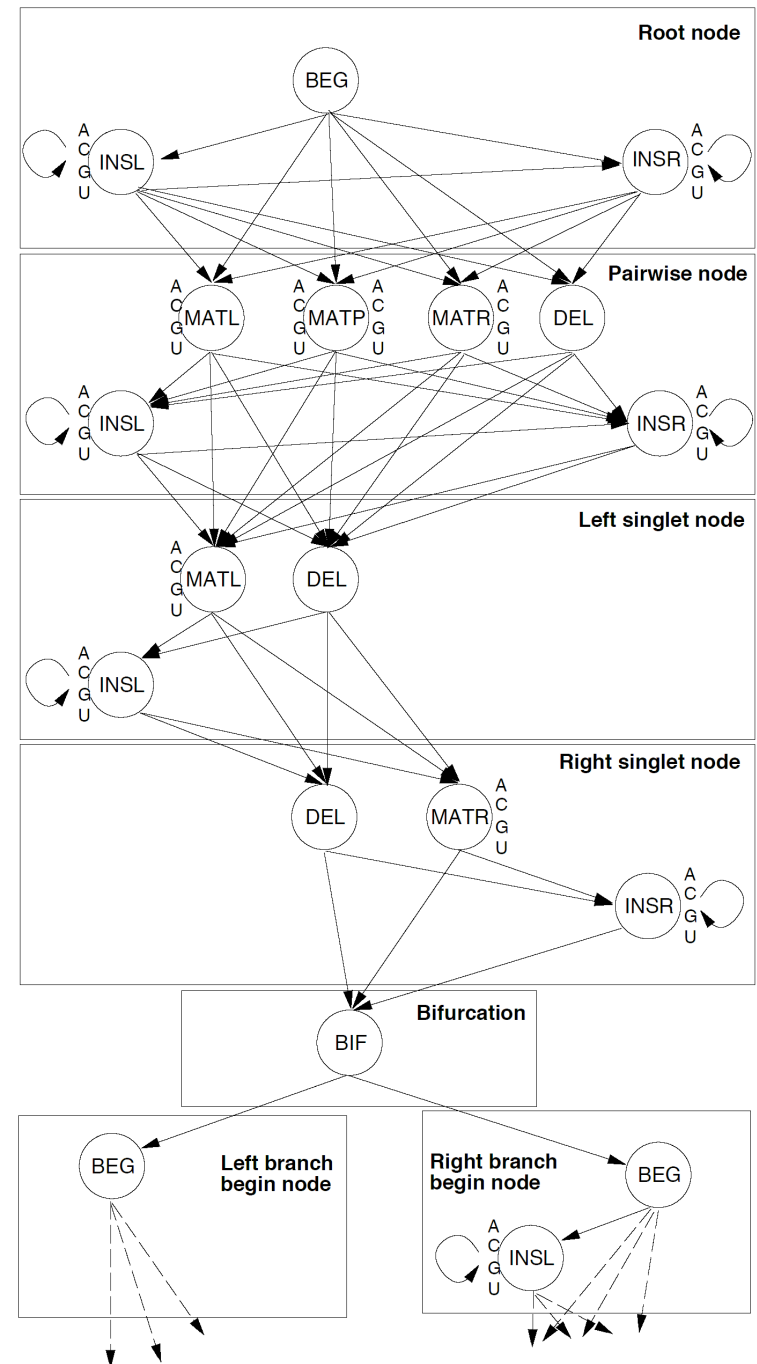 Root node
BEG
A
C
G
U
INSL
INSR
A
C
G
U
Pairwise node
A
C
G
U
MATL
A
C
G
U
MATP
A
C
G
U
MATR
A
C
G
U
DEL
A
C
G
U
INSL
INSR
A
C
G
U
Left singlet node
A
C
G
U
MATL
DEL
A
C
G
U
INSL
Right singlet node
DEL
MATR
A
C
G
U
INSR
A
C
G
U
Bifurcation
BIF
BEG
Left branch
begin node
Right branch
begin node
BEG
A
C
G
U
INSL